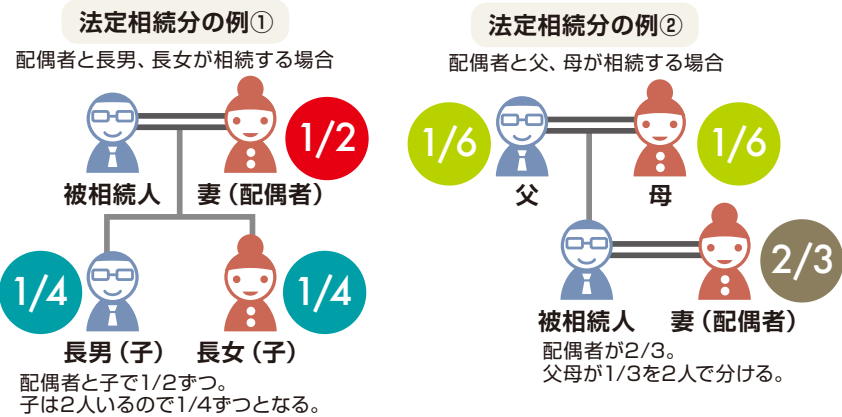 法定相続分の例①
配偶者と長男、長女が相続する場合
1/2
被相続人 妻（配偶者）
1/4
1/4
長男（子） 長女（子）
配偶者と子で1/2ずつ。
子は2人いるので1/4ずつとなる。
法定相続分の例②
配偶者と父、母が相続する場合
1/6
1/6
父 母
2/3
被相続人 妻（配偶者）
配偶者が2/3。
父母が1/3を2人で分ける。